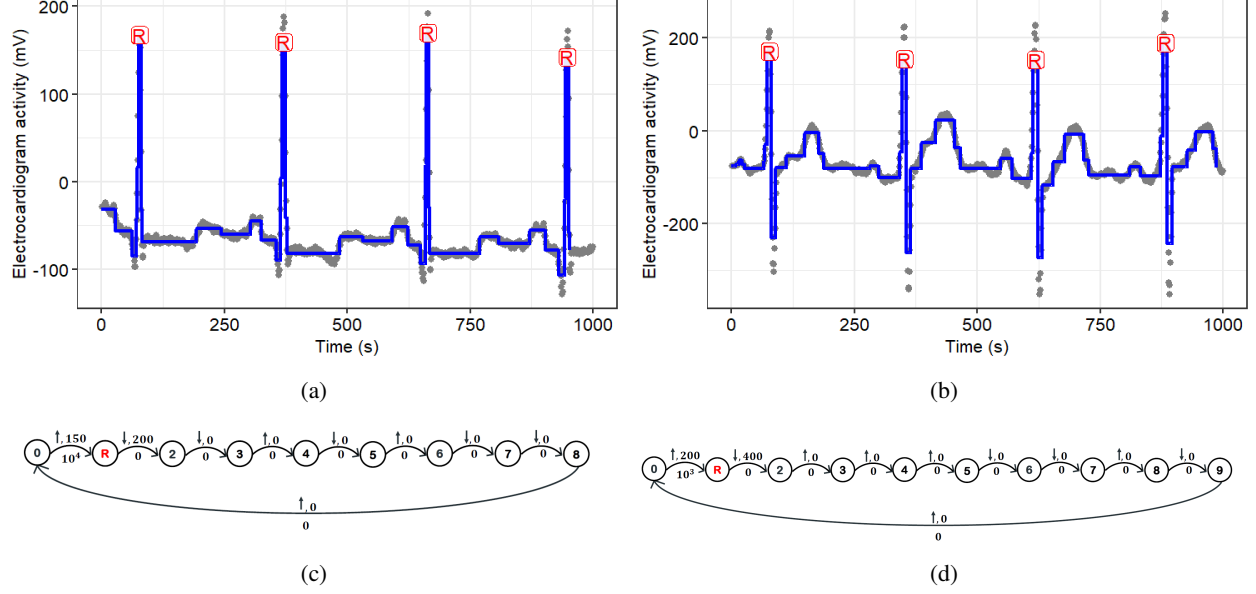 200
100
0
-100
Electrocardiogram activity (mV)
R R R R
0 250 500 750 1000
Time (s)
(a)
200
0
-200
Electrocardiogram activity (mV)
R R R R
0 250 500 750 1000
Time (s)
(b)
↑,150 ↓,200 ↓,0 ↑,0 ↓,0 ↑,0 ↓,0 ↓,0
0 R 2 3 4 5 6 7 8
10⁴ 0 0 0 0 0 0 0
↑,0
0
(c)
↑,200 ↓,400 ↑,0 ↑,0 ↑,0 ↓,0 ↓,0 ↑,0 ↓,0
0 R 2 3 4 5 6 7 8 9
10³ 0 0 0 0 0 0 0 0
↑,0
0
(d)